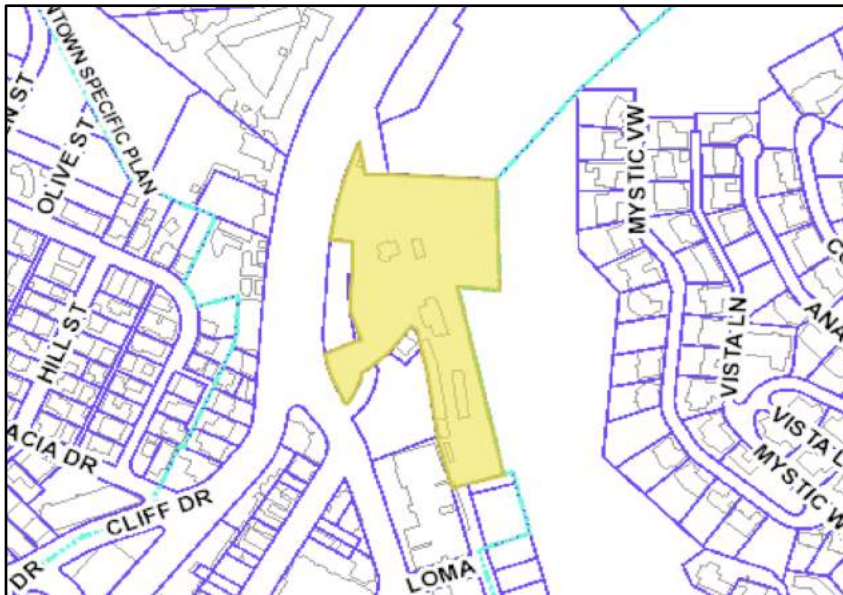 NTOWN SPECIFIC PLAN
N ST
OLIVE ST
MYSTIC VW
HILL ST
ANA
VISTA LN
ACIA DR
CLIFF DR
VISTA L
MYSTIC W
DR
LOMA